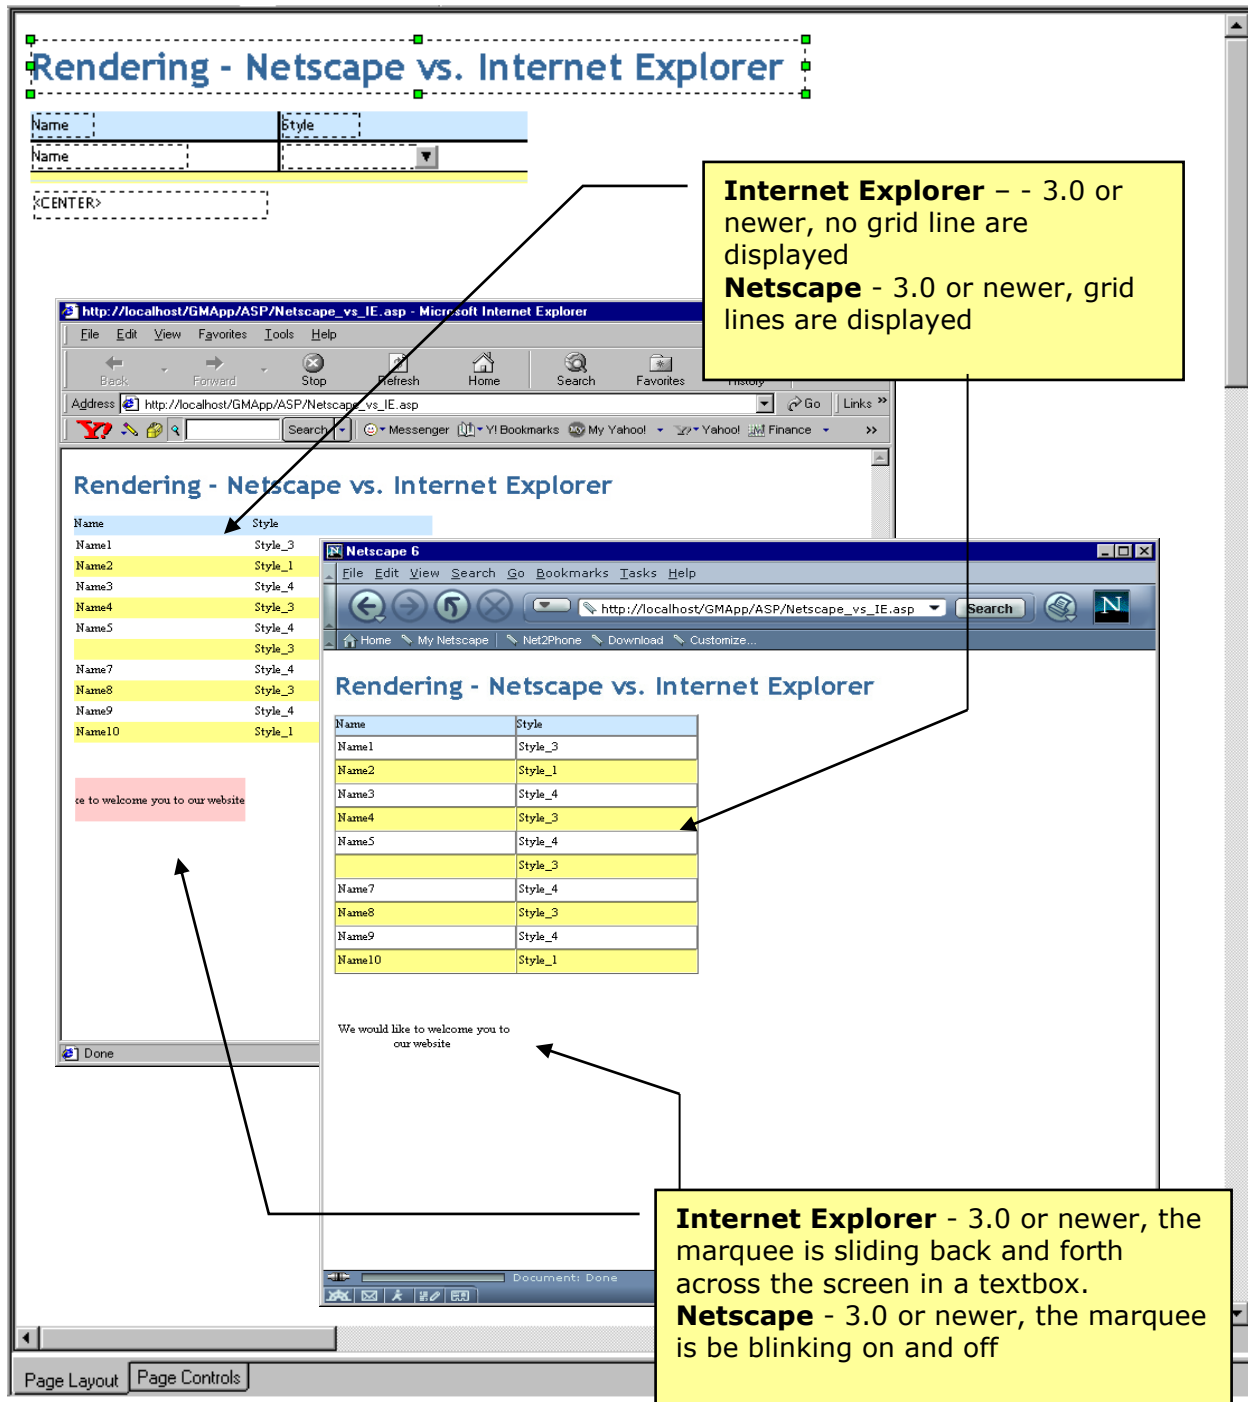 Rendering - Netscape vs. Internet Explorer
Name Style
Name
<CENTER>
Internet Explorer – - 3.0 or
newer, no grid line are
displayed
Netscape - 3.0 or newer, grid
lines are displayed
http://localhost/GMApp/ASP/Netscape_vs_IE.asp - Microsoft Internet Explorer
File Edit View Favorites Tools Help
Back Forward Stop Refresh Home Search Favorites History
Address http://localhost/GMApp/ASP/Netscape_vs_IE.asp Go Links »
Y! Search Messenger Y! Bookmarks My Yahoo! Yahoo! Finance »
Rendering - Netscape vs. Internet Explorer
Name Style
Name1 Style_3
Name2 Style_1
Name3 Style_4
Name4 Style_3
Name5 Style_4
Style_3
Name7 Style_4
Name8 Style_3
Name9 Style_4
Name10 Style_1
ke to welcome you to our website
Done
Netscape 6
File Edit View Search Go Bookmarks Tasks Help
http://localhost/GMApp/ASP/Netscape_vs_IE.asp Search N
Home My Netscape Net2Phone Download Customize...
Rendering - Netscape vs. Internet Explorer
Name Style
Name1 Style_3
Name2 Style_1
Name3 Style_4
Name4 Style_3
Name5 Style_4
Style_3
Name7 Style_4
Name8 Style_3
Name9 Style_4
Name10 Style_1
We would like to welcome you to
our website
Document: Done
Internet Explorer - 3.0 or newer, the
marquee is sliding back and forth
across the screen in a textbox.
Netscape - 3.0 or newer, the marquee
is be blinking on and off
Page Layout Page Controls